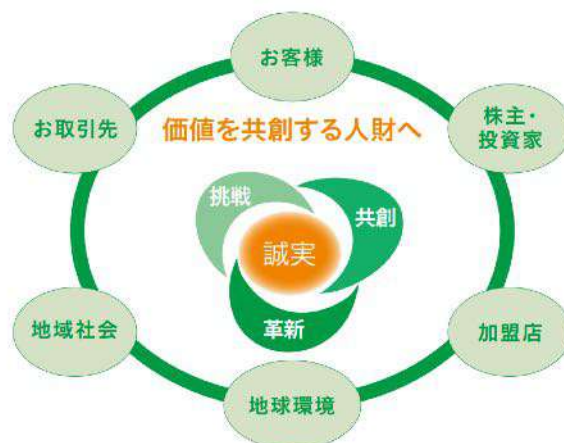 お客様
お取引先
価値を共創する人財へ
株主・
投資家
挑戦
共創
誠実
革新
地域社会
加盟店
地球環境